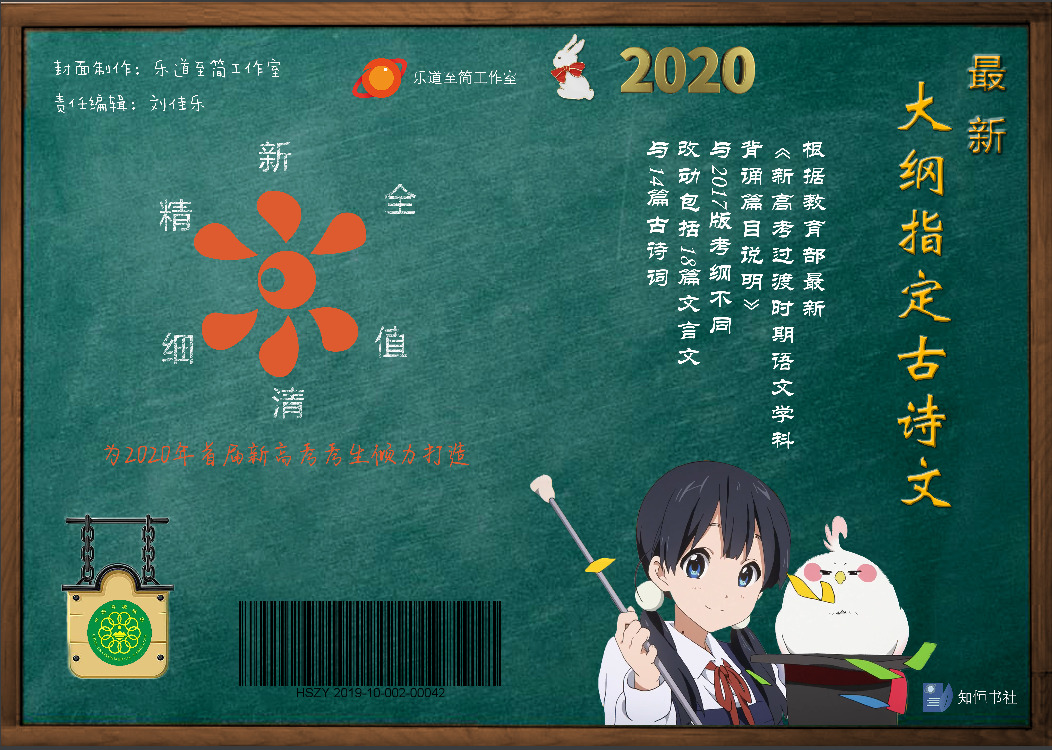 封面制作：乐道至简工作室
责任编辑：刘佳乐
乐道至简工作室
新
全
精
值
细
清
为2020年首届新高考考生倾力打造
HSZY 2019-10-002-00042
2020
最新
大纲指定古诗文
根据教育部最新
《新高考过渡时期语文学科
背诵篇目说明》
与2017版考纲不同
改动包括18篇文言文
与14篇古诗词
知恒书社